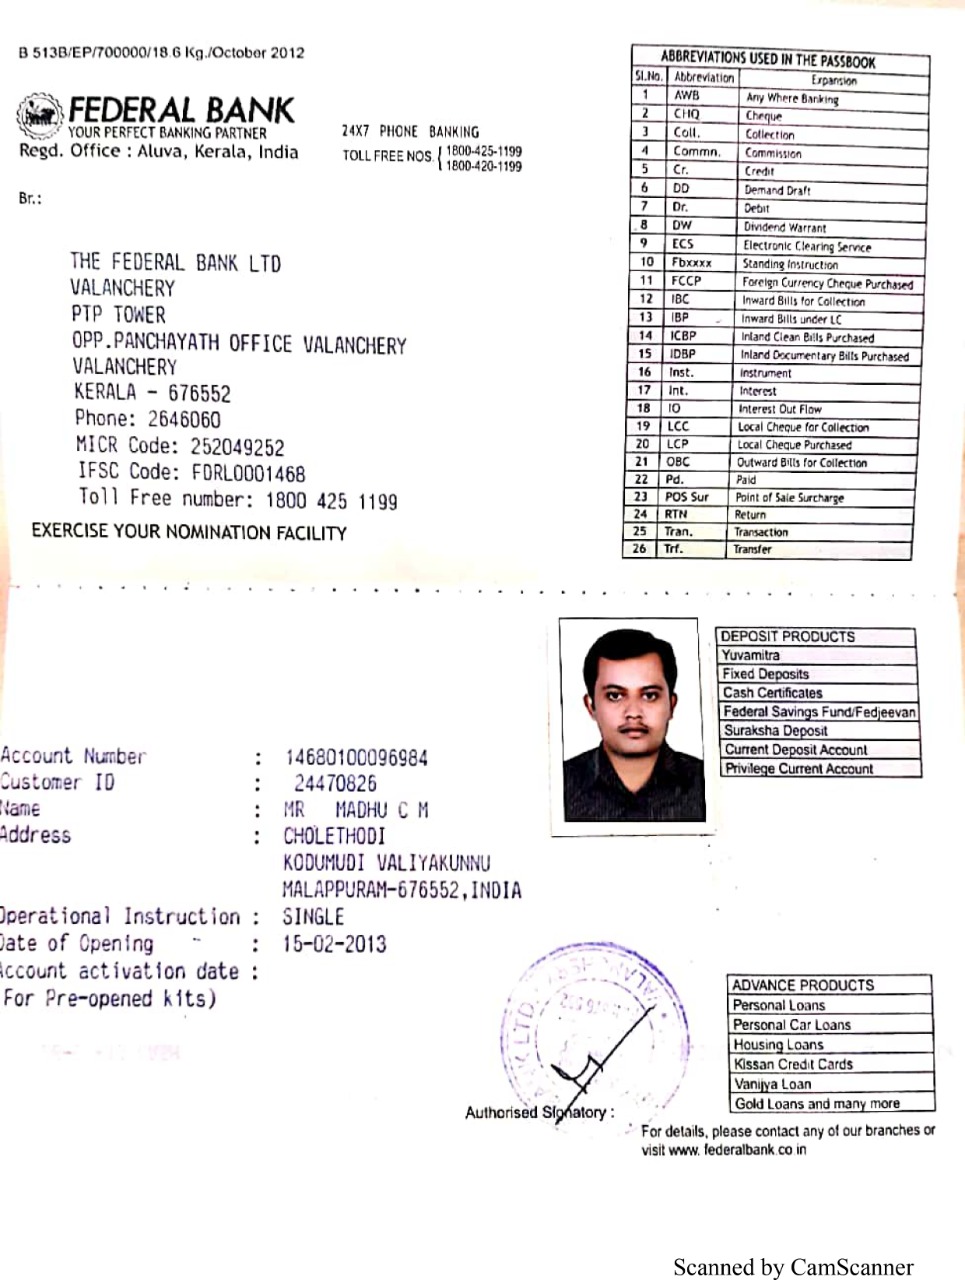 B 513B/EP/700000/18.6 Kg./October 2012
FEDERAL BANK
YOUR PERFECT BANKING PARTNER
Regd. Office : Aluva, Kerala, India
24X7 PHONE BANKING
TOLL FREE NOS. { 1800-425-1199
1800-420-1199
Br.:
THE FEDERAL BANK LTD
VALANCHERY
PTP TOWER
OPP.PANCHAYATH OFFICE VALANCHERY
VALANCHERY
KERALA - 676552
Phone: 2646060
MICR Code: 252049252
IFSC Code: FDRL0001468
Toll Free number: 1800 425 1199
EXERCISE YOUR NOMINATION FACILITY
ABBREVIATIONS USED IN THE PASSBOOK
Sl.No. Abbreviation Expansion
1 AWB Any Where Banking
2 CHQ Cheque
3 Coll. Collection
4 Commn. Commission
5 Cr. Credit
6 DD Demand Draft
7 Dr. Debit
8 DW Dividend Warrant
9 ECS Electronic Clearing Service
10 Fbxxxx Standing Instruction
11 FCCP Foreign Currency Cheque Purchased
12 IBC Inward Bills for Collection
13 IBP Inward Bills under LC
14 ICBP Inland Clean Bills Purchased
15 IDBP Inland Documentary Bills Purchased
16 Inst. Instrument
17 Int. Interest
18 IO Interest Out Flow
19 LCC Local Cheque for Collection
20 LCP Local Cheque Purchased
21 OBC Outward Bills for Collection
22 Pd. Paid
23 POS Sur Point of Sale Surcharge
24 RTN Return
25 Tran. Transaction
26 Trf. Transfer
DEPOSIT PRODUCTS
Yuvamitra
Fixed Deposits
Cash Certificates
Federal Savings Fund/Fedjeevan
Suraksha Deposit
Current Deposit Account
Privilege Current Account
Account Number : 14680100096984
Customer ID : 24470826
Name : MR MADHU C M
Address : CHOLETHODI
KODUMUDI VALIYAKUNNU
MALAPPURAM-676552,INDIA
Operational Instruction : SINGLE
Date of Opening : 15-02-2013
Account activation date :
(For Pre-opened kits)
Authorised Signatory :
ADVANCE PRODUCTS
Personal Loans
Personal Car Loans
Housing Loans
Kissan Credit Cards
Vanijya Loan
Gold Loans and many more
For details, please contact any of our branches or
visit www. federalbank.co.in
Scanned by CamScanner